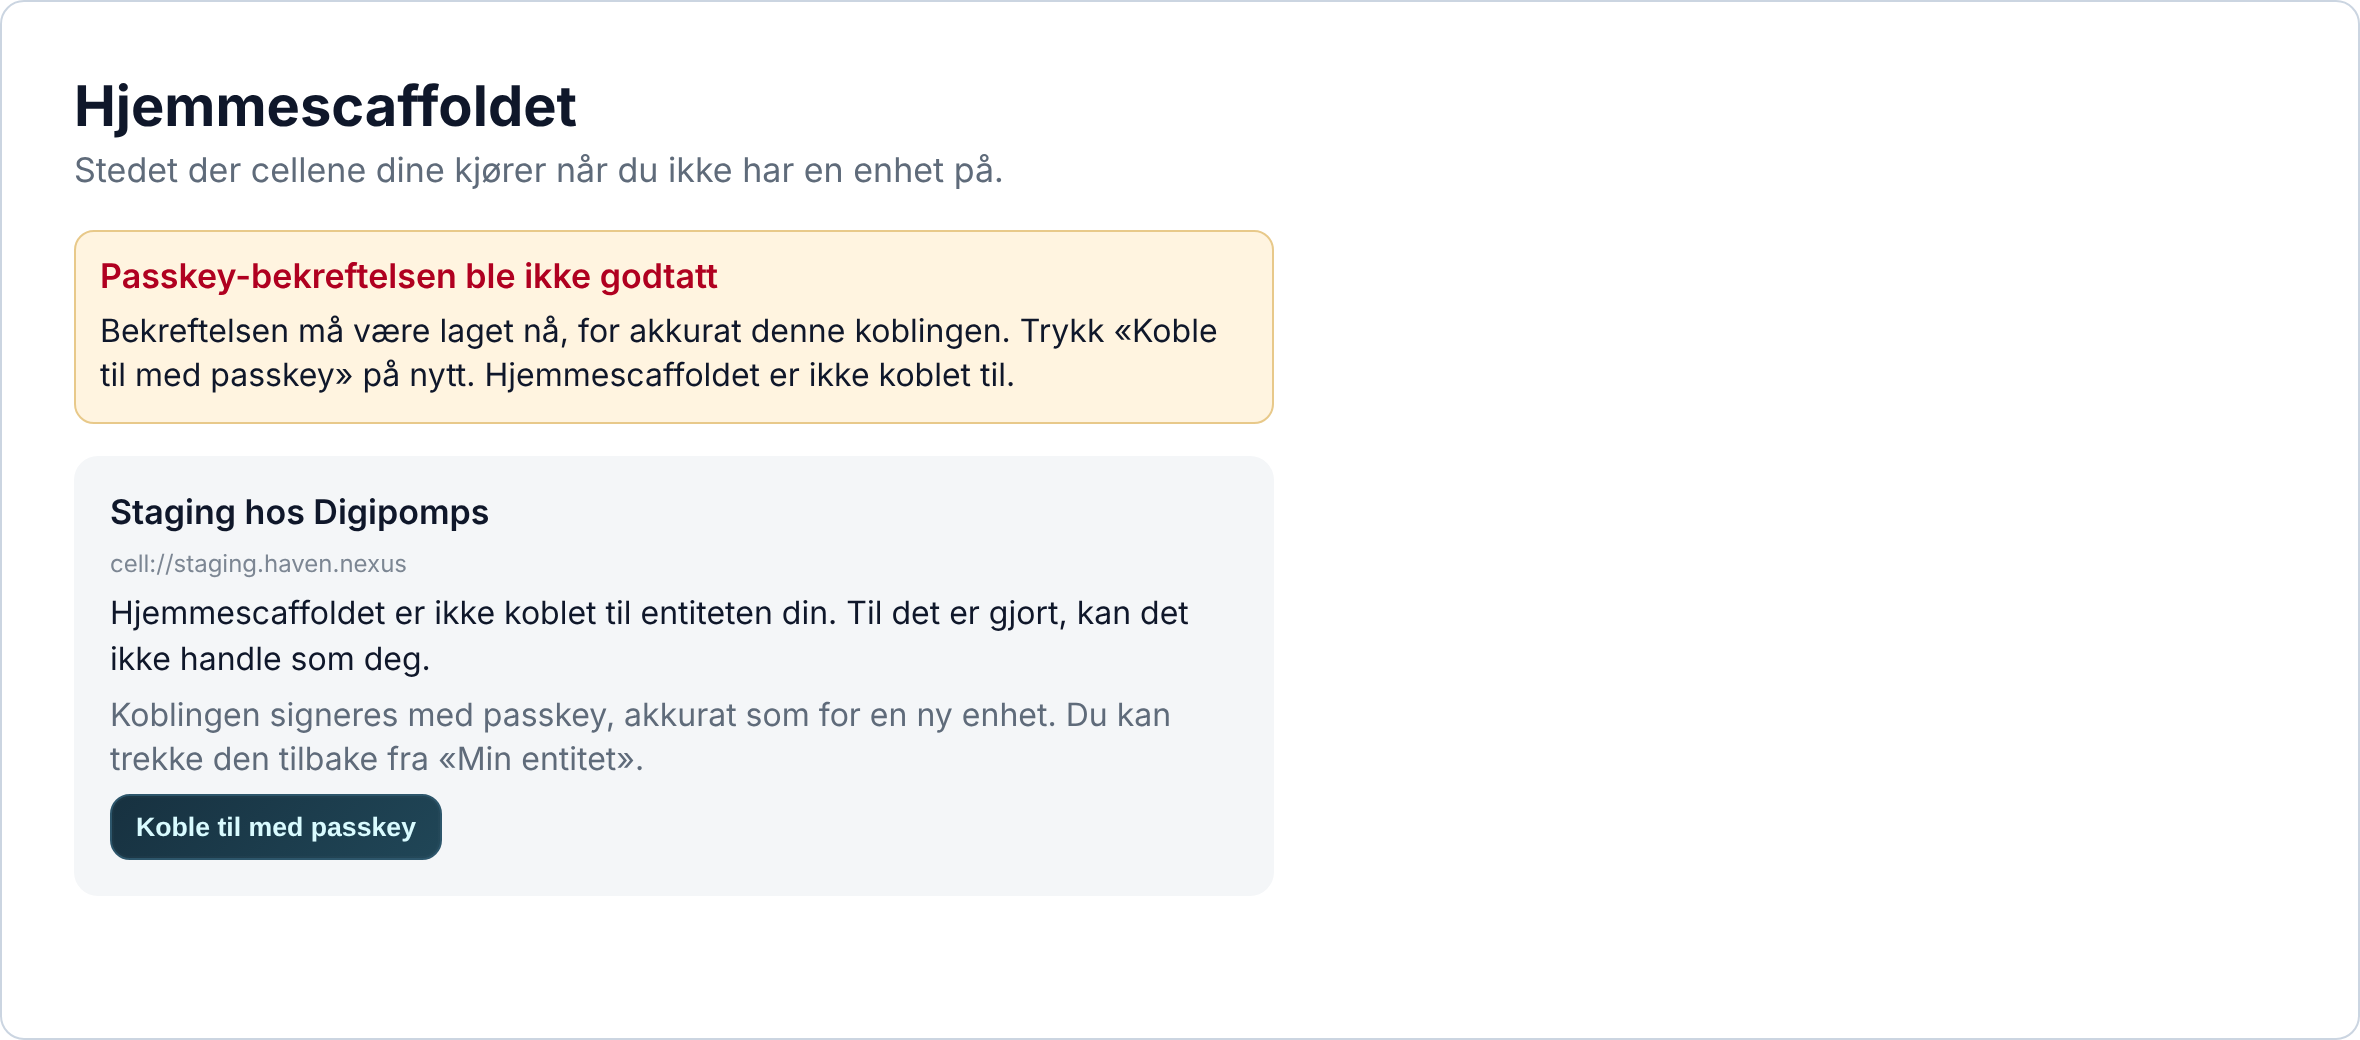 Hjemmescaffoldet
Stedet der cellene dine kjører når du ikke har en enhet på.
Passkey-bekreftelsen ble ikke godtatt
Bekreftelsen må være laget nå, for akkurat denne koblingen. Trykk «Koble
til med passkey» på nytt. Hjemmescaffoldet er ikke koblet til.
Staging hos Digipomps
cell://staging.haven.nexus
Hjemmescaffoldet er ikke koblet til entiteten din. Til det er gjort, kan det
ikke handle som deg.
Koblingen signeres med passkey, akkurat som for en ny enhet. Du kan
trekke den tilbake fra «Min entitet».
Koble til med passkey